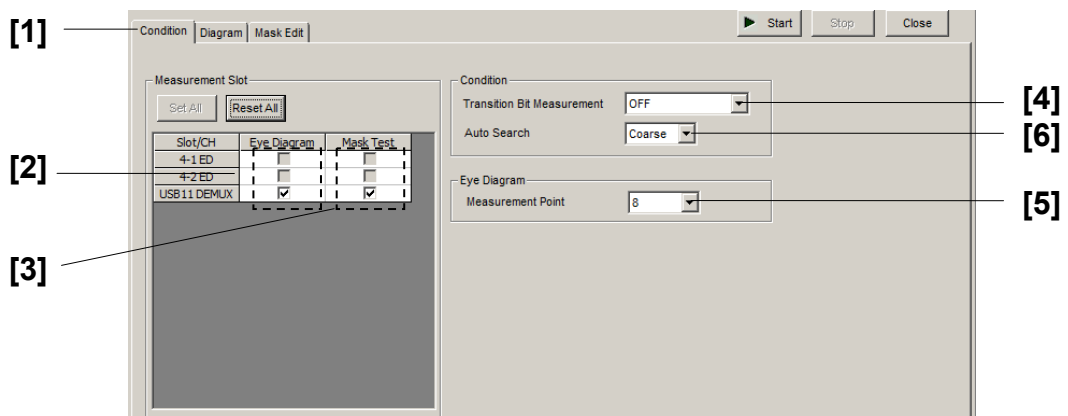 [1]
Condition Diagram Mask Edit
Start Stop Close
Measurement Slot
Set All Reset All
Slot/CH Eye Diagram Mask Test
4-1 ED
4-2 ED
USB11 DEMUX
[2]
[3]
Condition
Transition Bit Measurement OFF
[4]
Auto Search Coarse
[6]
Eye Diagram
Measurement Point 8
[5]